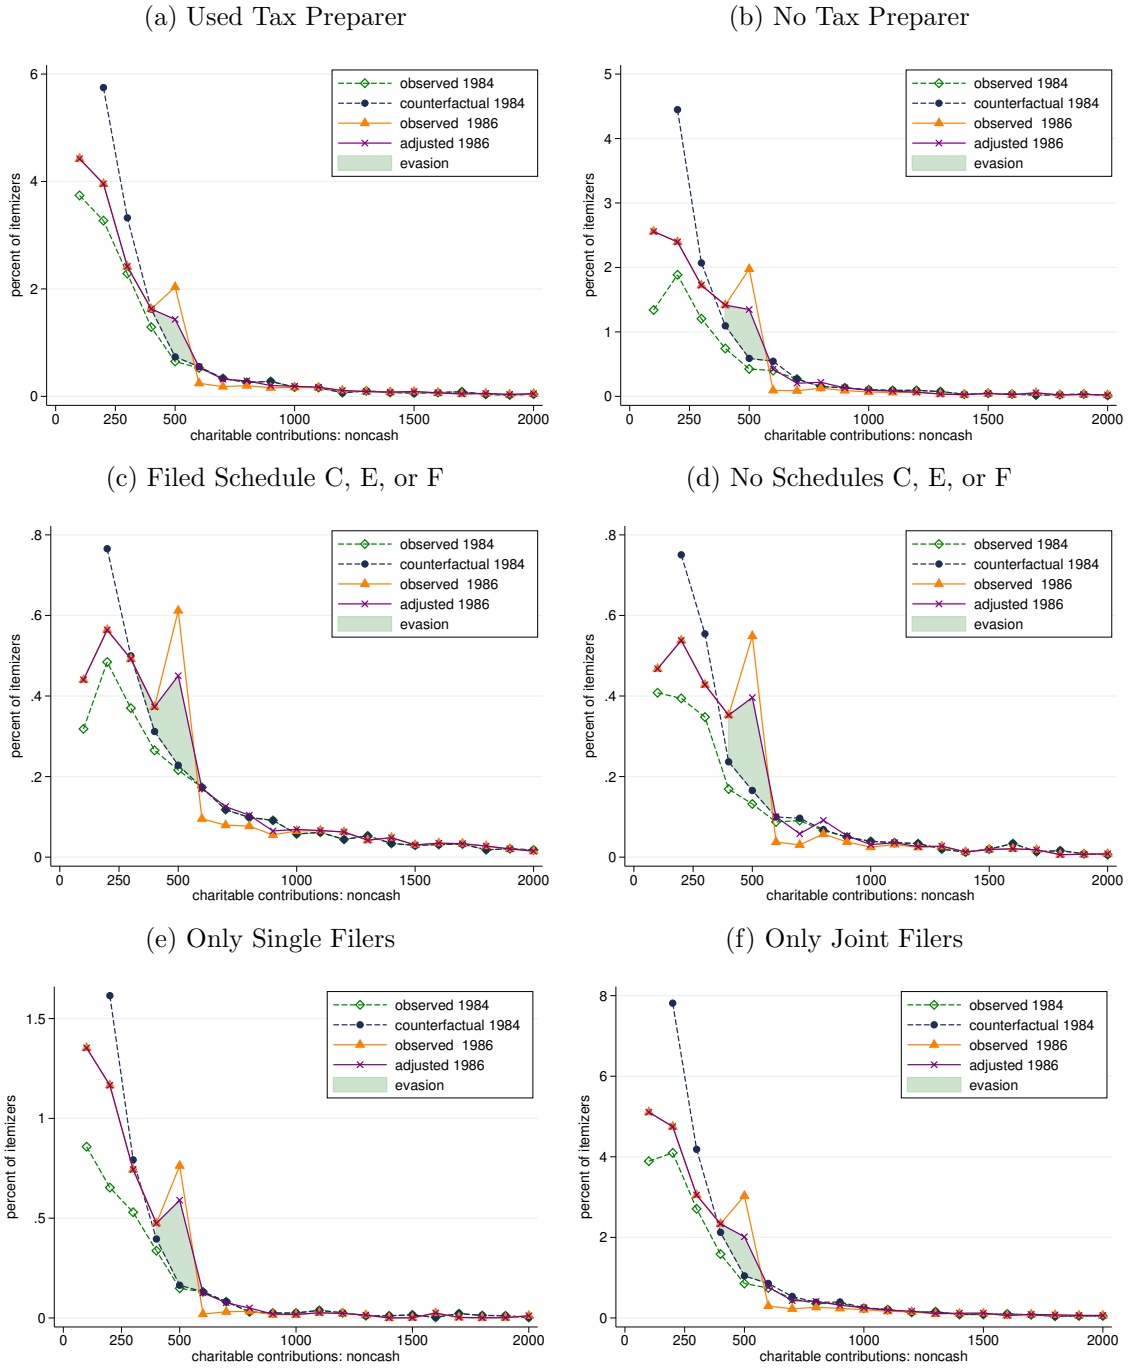 (a) Used Tax Preparer
percent of itemizers
6
4
2
0
observed 1984
counterfactual 1984
observed 1986
adjusted 1986
evasion
0 250 500 1000 1500 2000
charitable contributions: noncash
(b) No Tax Preparer
percent of itemizers
5
4
3
2
1
0
observed 1984
counterfactual 1984
observed 1986
adjusted 1986
evasion
0 250 500 1000 1500 2000
charitable contributions: noncash
(c) Filed Schedule C, E, or F
percent of itemizers
.8
.6
.4
.2
0
observed 1984
counterfactual 1984
observed 1986
adjusted 1986
evasion
0 250 500 1000 1500 2000
charitable contributions: noncash
(d) No Schedules C, E, or F
percent of itemizers
.8
.6
.4
.2
0
observed 1984
counterfactual 1984
observed 1986
adjusted 1986
evasion
0 250 500 1000 1500 2000
charitable contributions: noncash
(e) Only Single Filers
percent of itemizers
1.5
1
.5
0
observed 1984
counterfactual 1984
observed 1986
adjusted 1986
evasion
0 250 500 1000 1500 2000
charitable contributions: noncash
(f) Only Joint Filers
percent of itemizers
8
6
4
2
0
observed 1984
counterfactual 1984
observed 1986
adjusted 1986
evasion
0 250 500 1000 1500 2000
charitable contributions: noncash